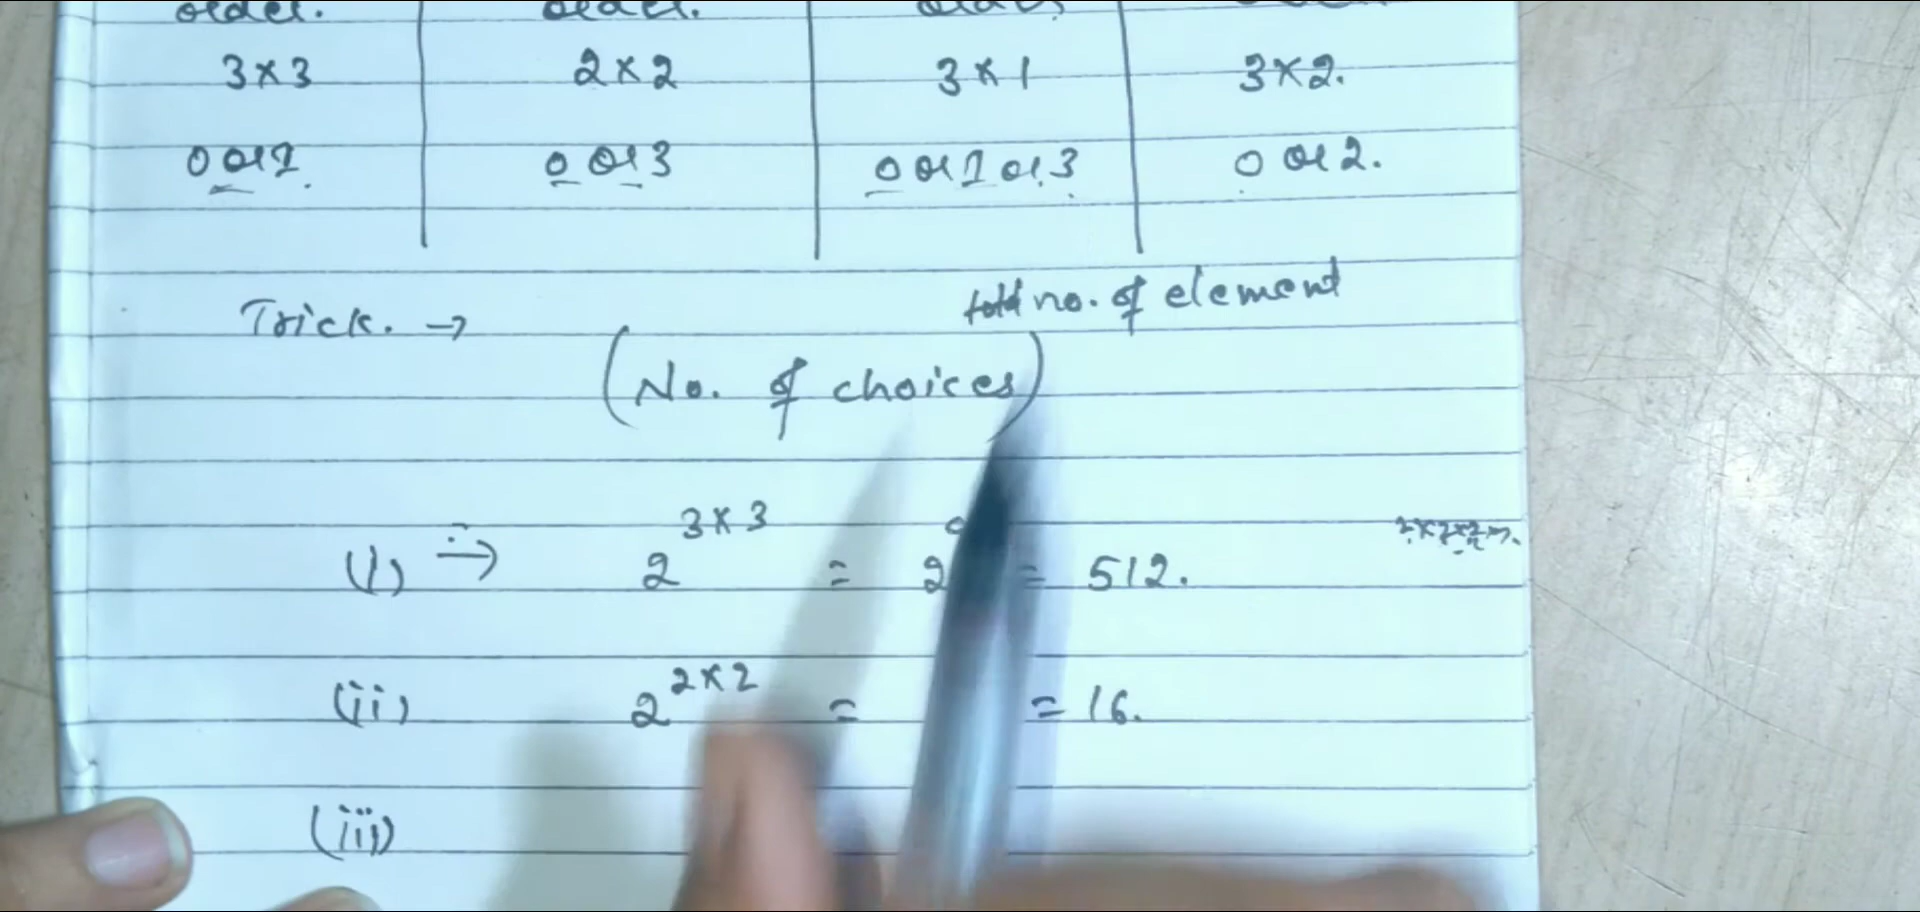 order. order.
3×3 2×2 3×1 3×2.
0 or 1. 0 or 3 0 or 1 or 3 0 or 2.
total no. of element
Trick. →
(No. of choices)
(i) → 2^3×3 = 2 = 512.
(ii) 2^2×2 = = 16.
(iii)